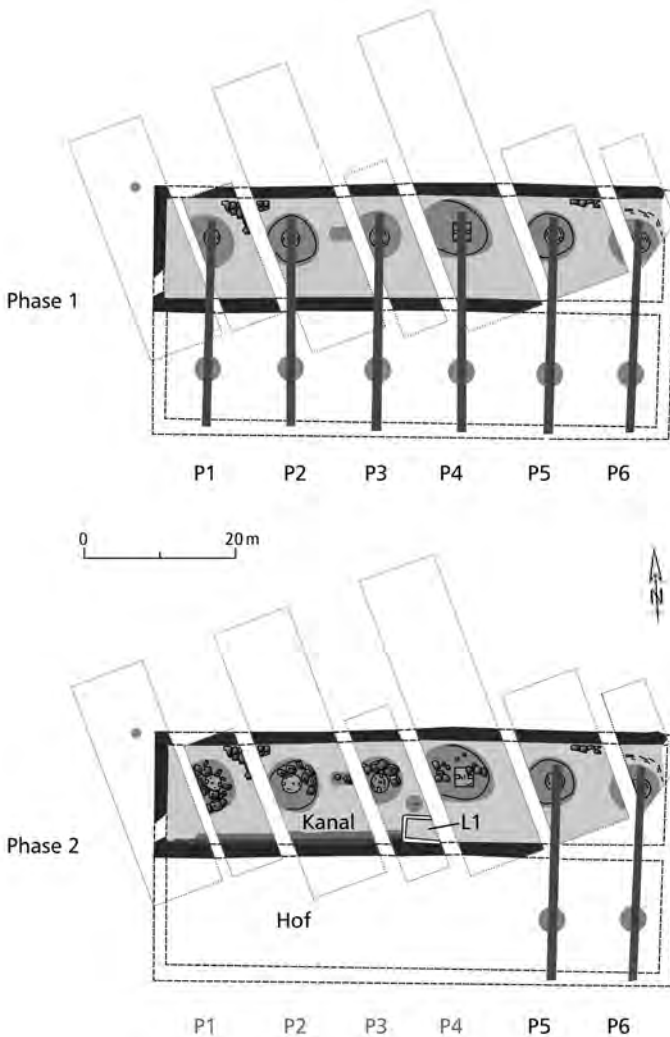 Phase 1
P1 P2 P3 P4 P5 P6
0 20 m
N
Kanal
L1
Phase 2
Hof
P1 P2 P3 P4 P5 P6